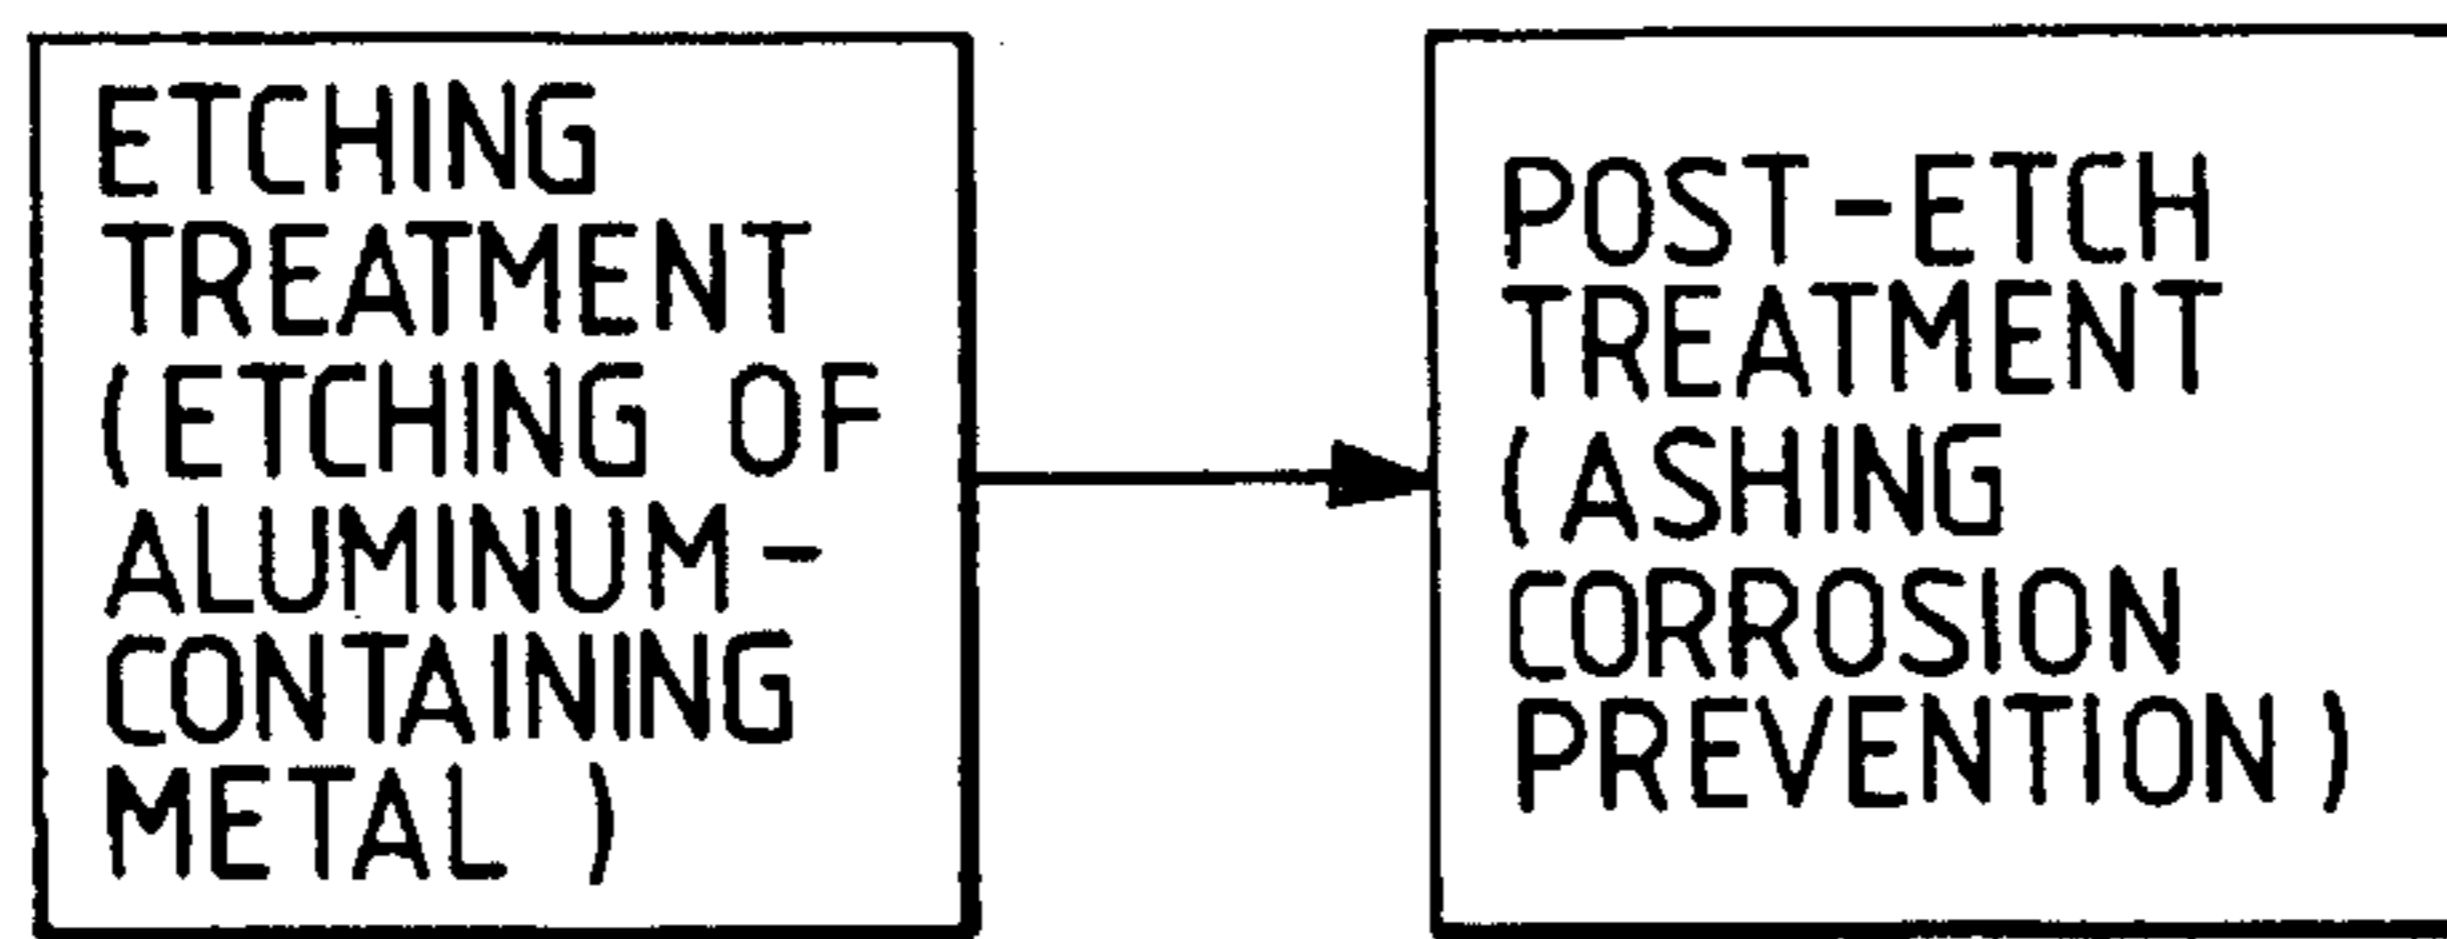 ETCHING
TREATMENT
(ETCHING OF
ALUMINUM-
CONTAINING
METAL )
POST-ETCH
TREATMENT
(ASHING
CORROSION
PREVENTION )